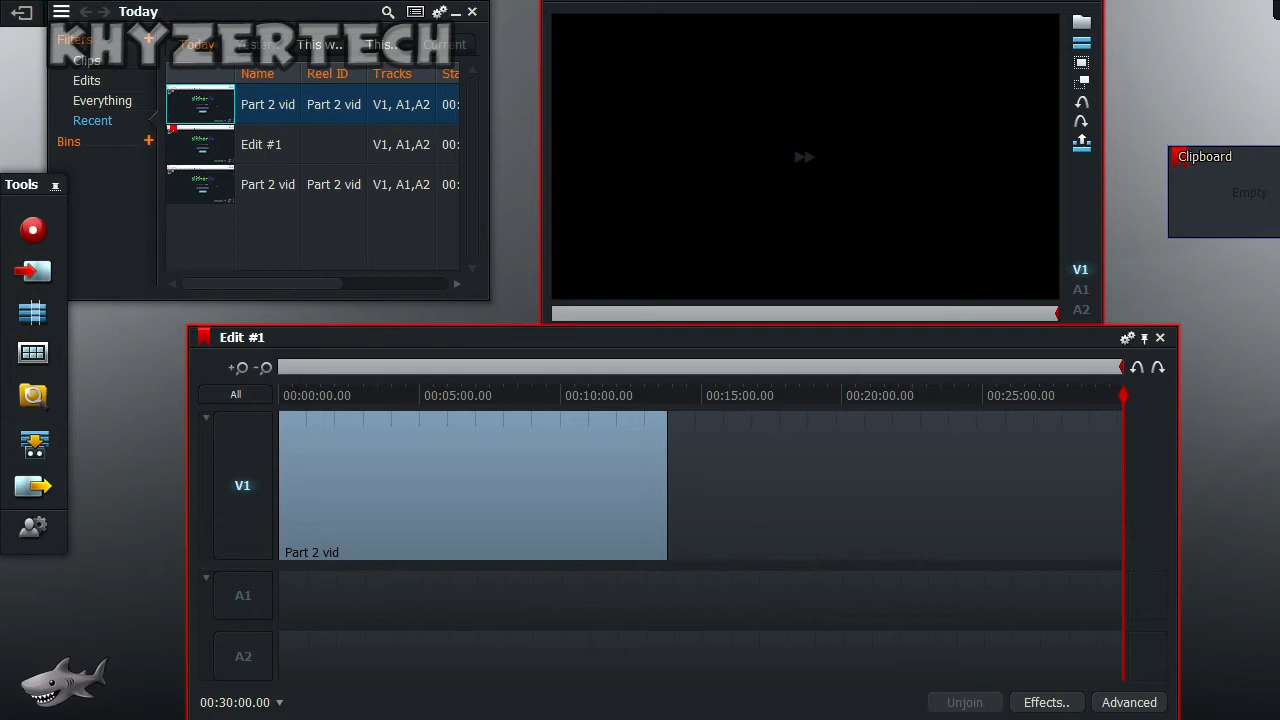 Today
KHYZERTECH
Filters +
Today Yester.. This w.. This.. Current
Clips
Edits
Everything
Recent
Bins +
Name Reel ID Tracks Sta
Part 2 vid Part 2 vid V1, A1,A2 00:
Edit #1 V1, A1,A2 00:
Part 2 vid Part 2 vid V1, A1,A2 00:
Tools
Clipboard
Empty
V1
A1
A2
Edit #1
All
00:00:00.00 00:05:00.00 00:10:00.00 00:15:00.00 00:20:00.00 00:25:00.00
V1
Part 2 vid
A1
A2
00:30:00.00
Unjoin Effects.. Advanced